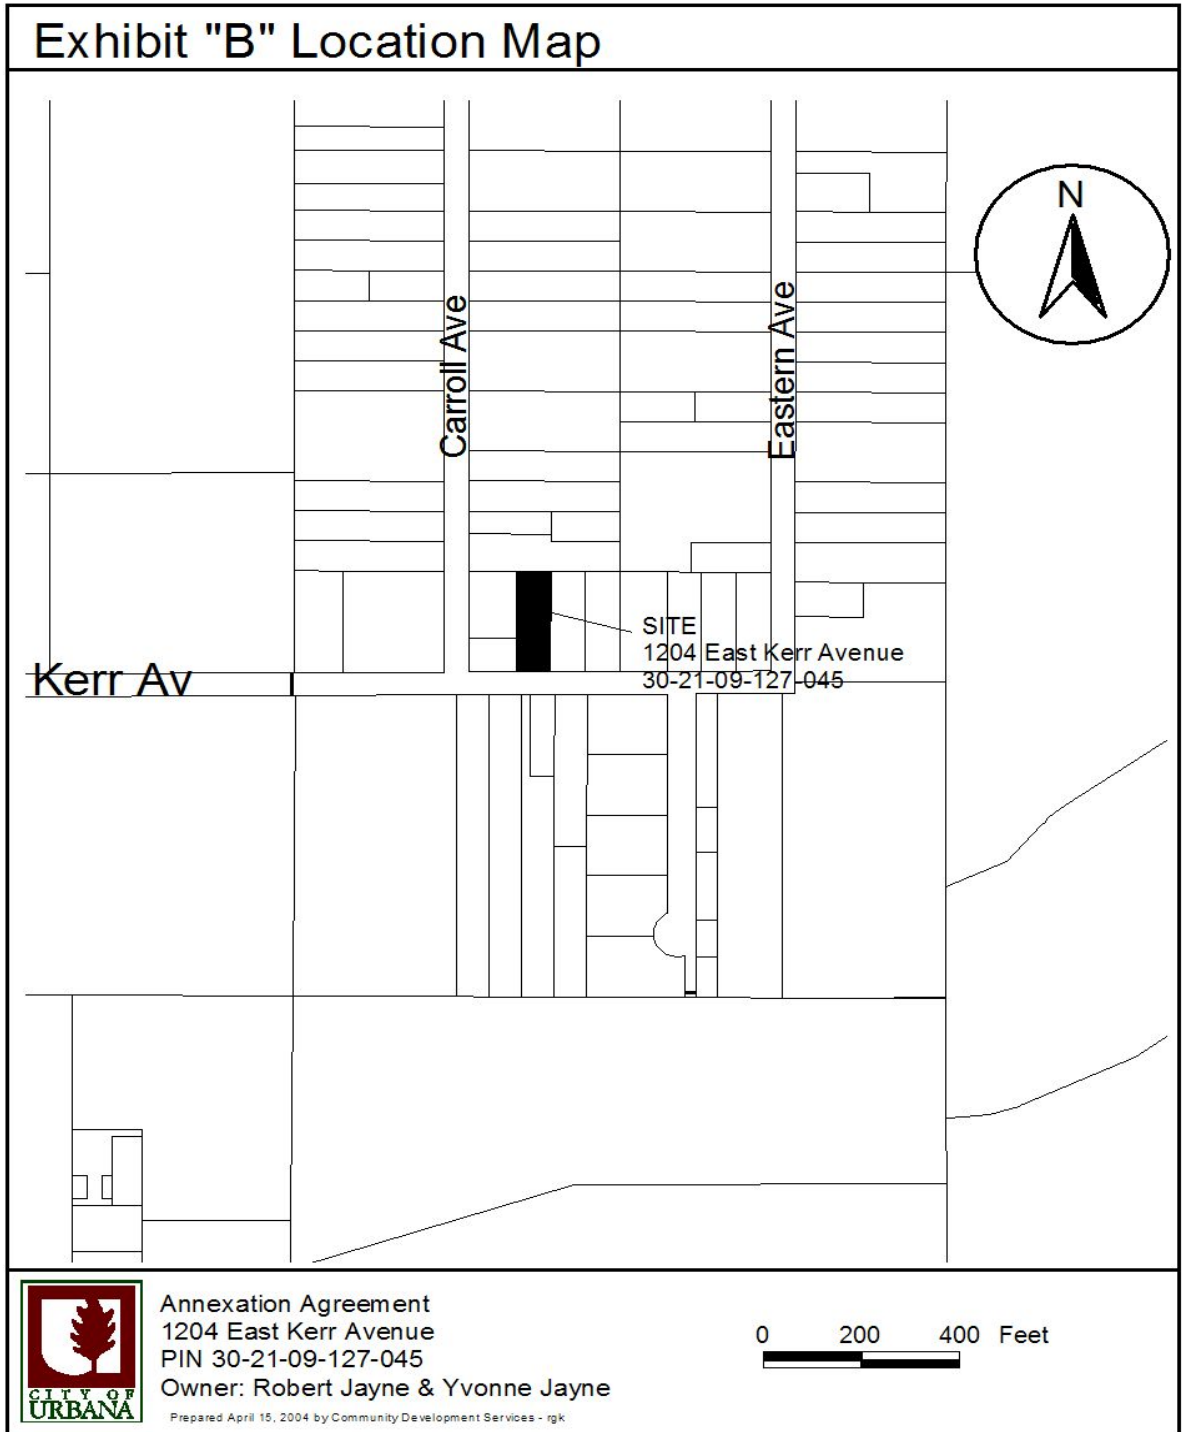 Exhibit "B" Location Map
N
Carroll Ave
Eastern Ave
SITE
1204 East Kerr Avenue
30-21-09-127-045
Kerr Av
Annexation Agreement
1204 East Kerr Avenue
PIN 30-21-09-127-045
Owner: Robert Jayne & Yvonne Jayne
Prepared April 15, 2004 by Community Development Services - rgk
CITY OF
URBANA
0 200 400 Feet